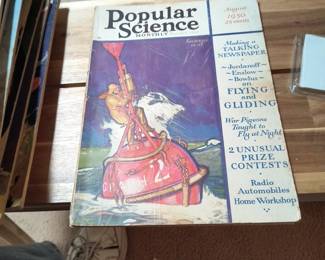 Popular
Science
MONTHLY
August
1930
25 cents
Making a
TALKING
NEWSPAPER
Jordanoff
Enslow
Bowlus
on
FLYING
and
GLIDING
War Pigeons
Taught to
Fly at Night
2 UNUSUAL
PRIZE
CONTESTS
Radio
Automobiles
Home Workshop
2